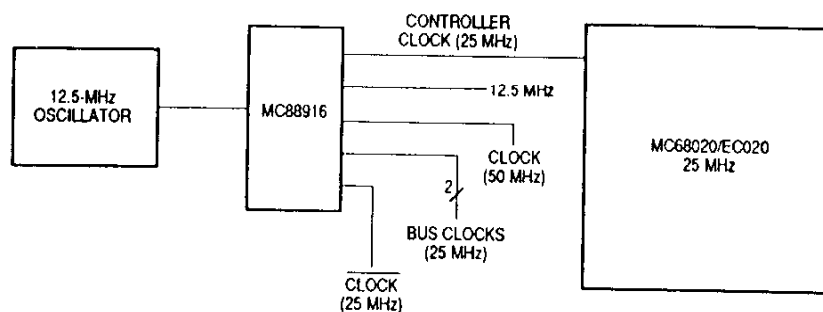 CONTROLLER
CLOCK (25 MHz)
12.5-MHz
OSCILLATOR
MC88916
12.5 MHz
CLOCK
(50 MHz)
MC68020/EC020
25 MHz
2
BUS CLOCKS
(25 MHz)
CLOCK
(25 MHz)